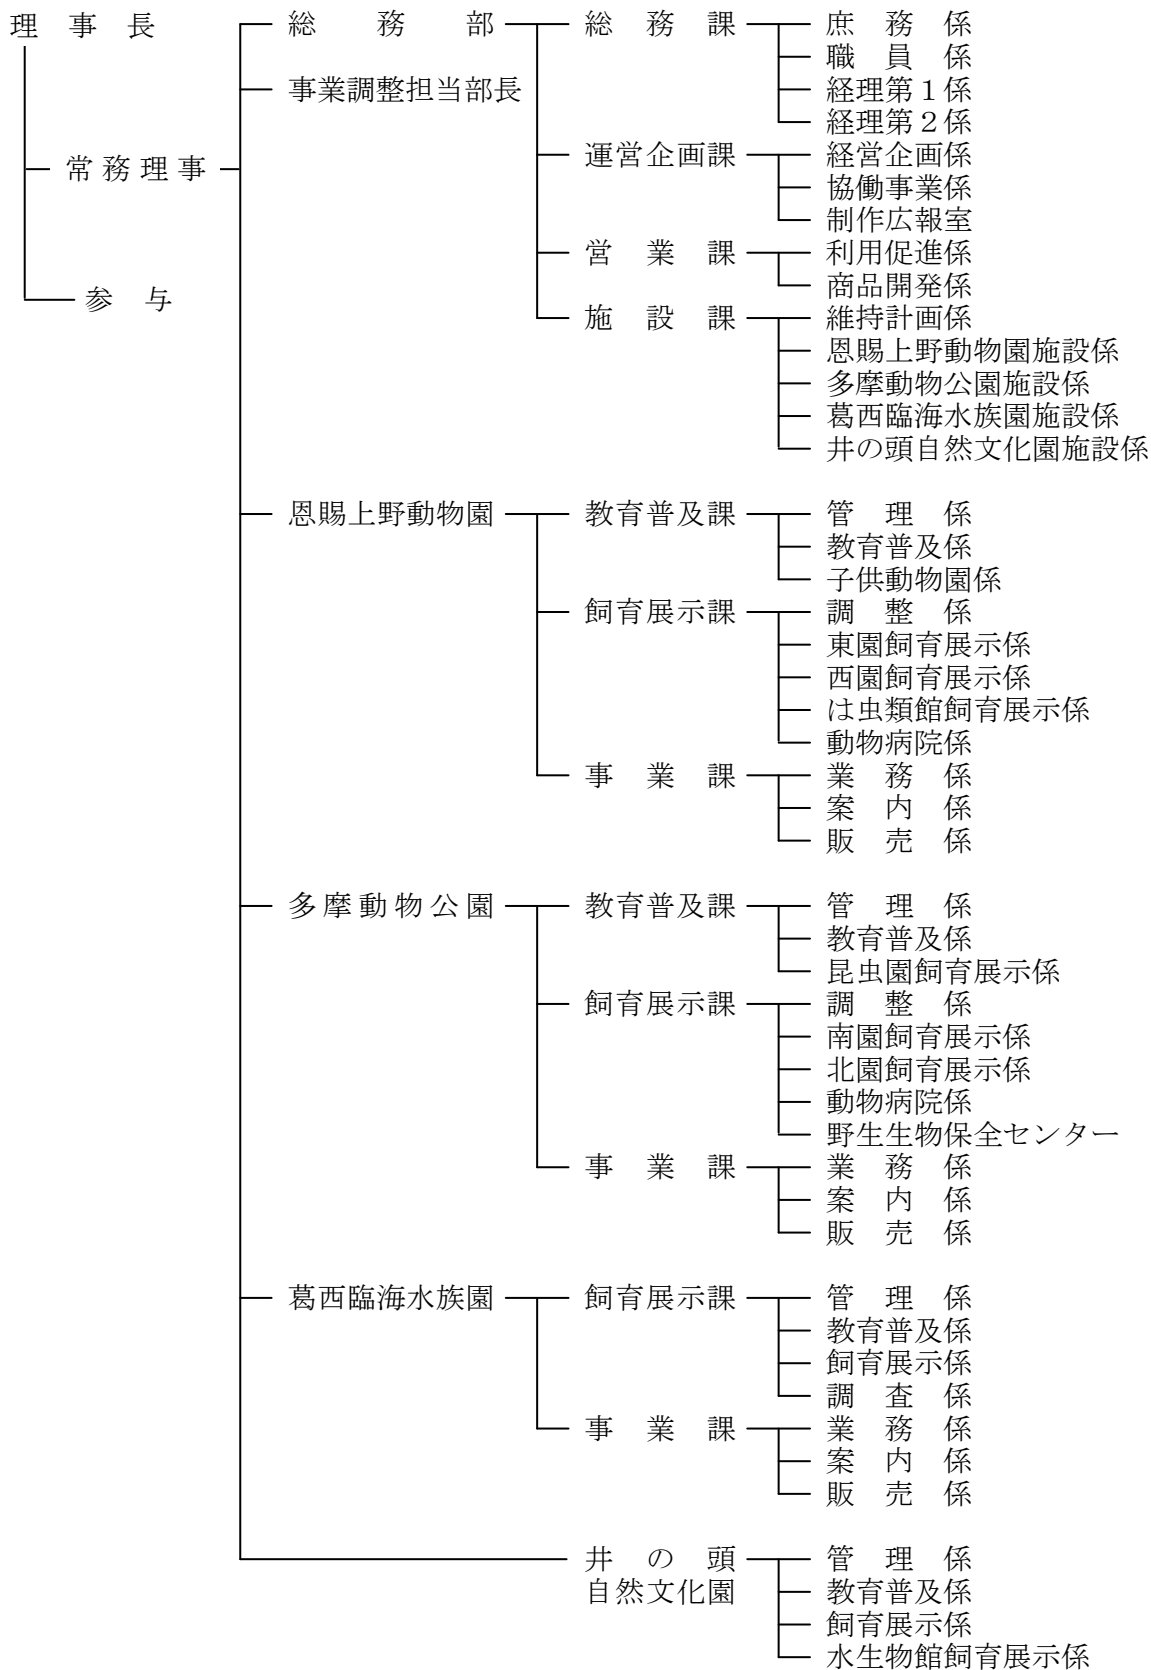 理事長 総務部 総務課 庶務係
職員係
事業調整担当部長 経理第１係
経理第２係
運営企画課 経営企画係
常務理事 協働事業係
制作広報室
営業課 利用促進係
参与 商品開発係
施設課 維持計画係
恩賜上野動物園施設係
多摩動物公園施設係
葛西臨海水族園施設係
井の頭自然文化園施設係
恩賜上野動物園 教育普及課 管理係
教育普及係
子供動物園係
飼育展示課 調整係
東園飼育展示係
西園飼育展示係
は虫類館飼育展示係
動物病院係
事業課 業務係
案内係
販売係
多摩動物公園 教育普及課 管理係
教育普及係
昆虫園飼育展示係
飼育展示課 調整係
南園飼育展示係
北園飼育展示係
動物病院係
野生生物保全センター
事業課 業務係
案内係
販売係
葛西臨海水族園 飼育展示課 管理係
教育普及係
飼育展示係
調査係
事業課 業務係
案内係
販売係
井の頭 管理係
自然文化園 教育普及係
飼育展示係
水生物館飼育展示係